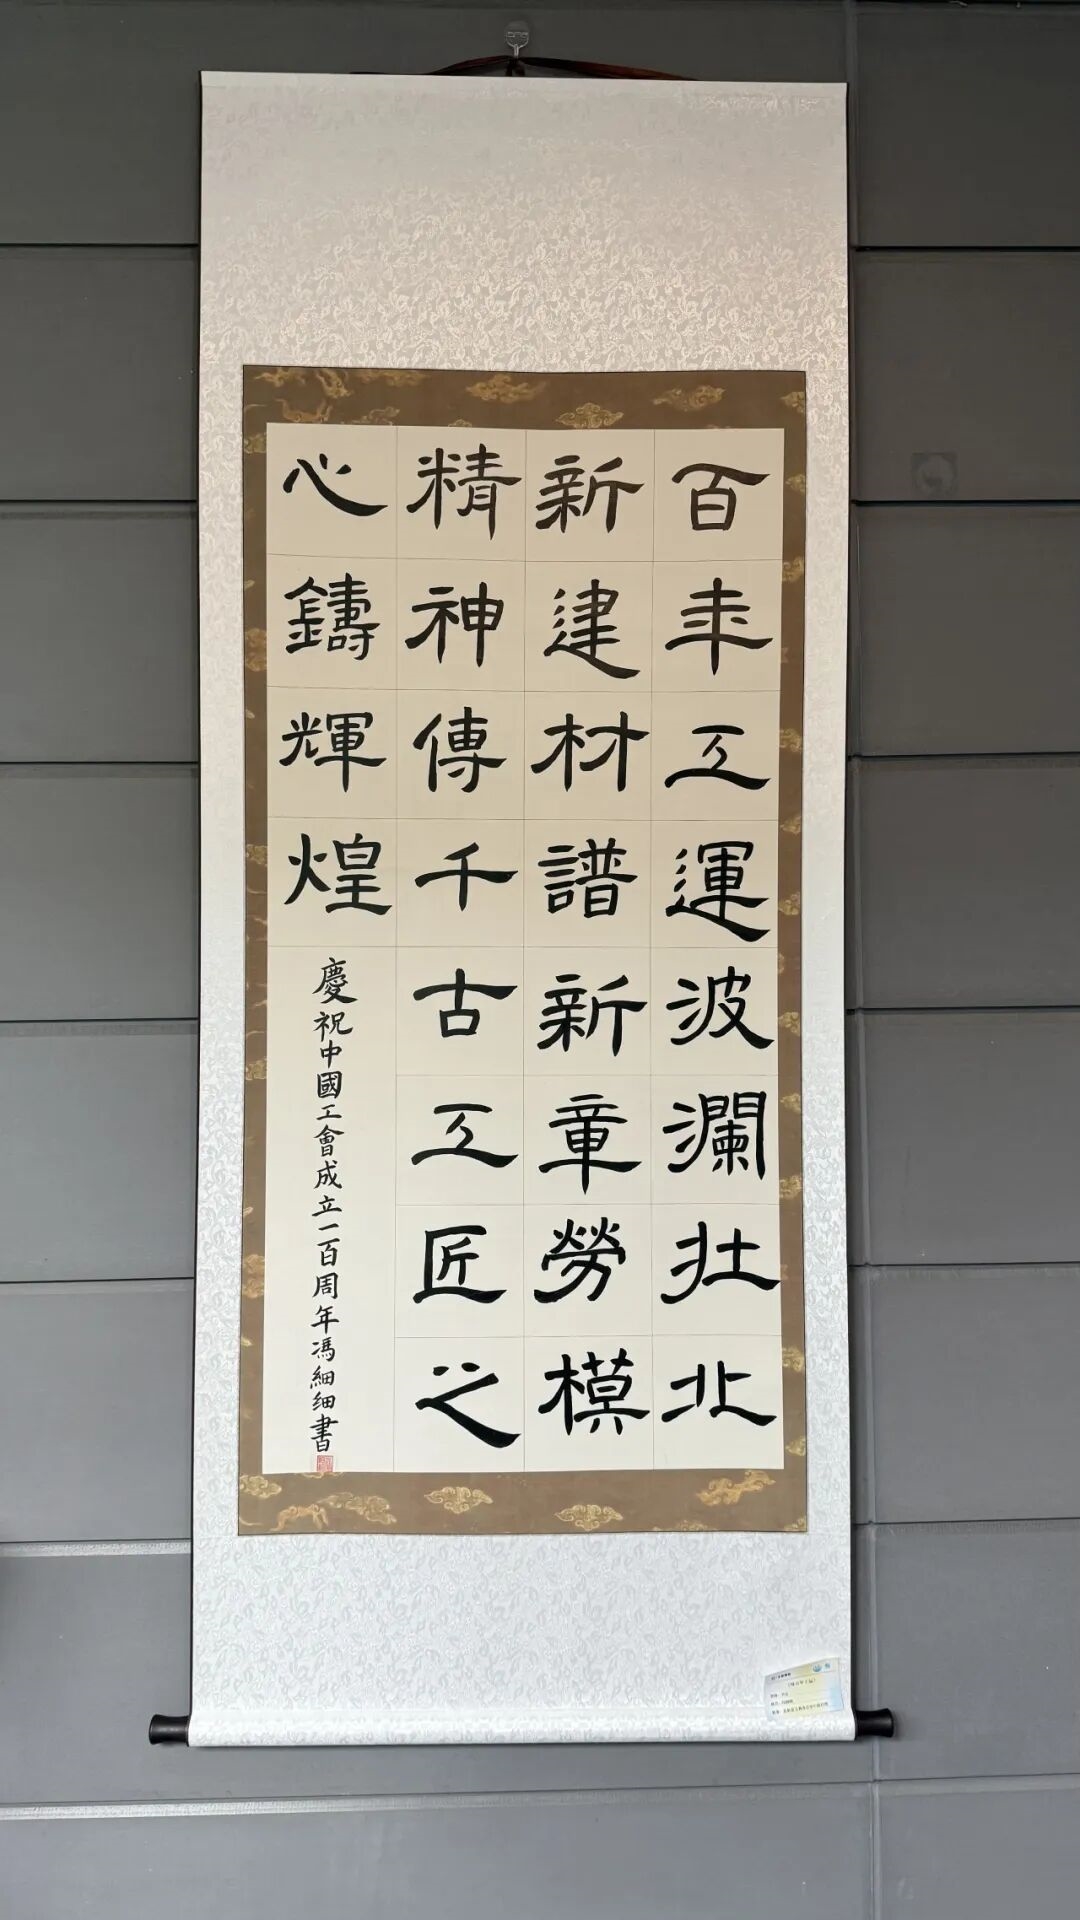 百年工運波瀾壯北
新建材譜新章勞模
精神傳千古工匠之
心鑄輝煌
慶祝中國工會成立一百周年馮細细書